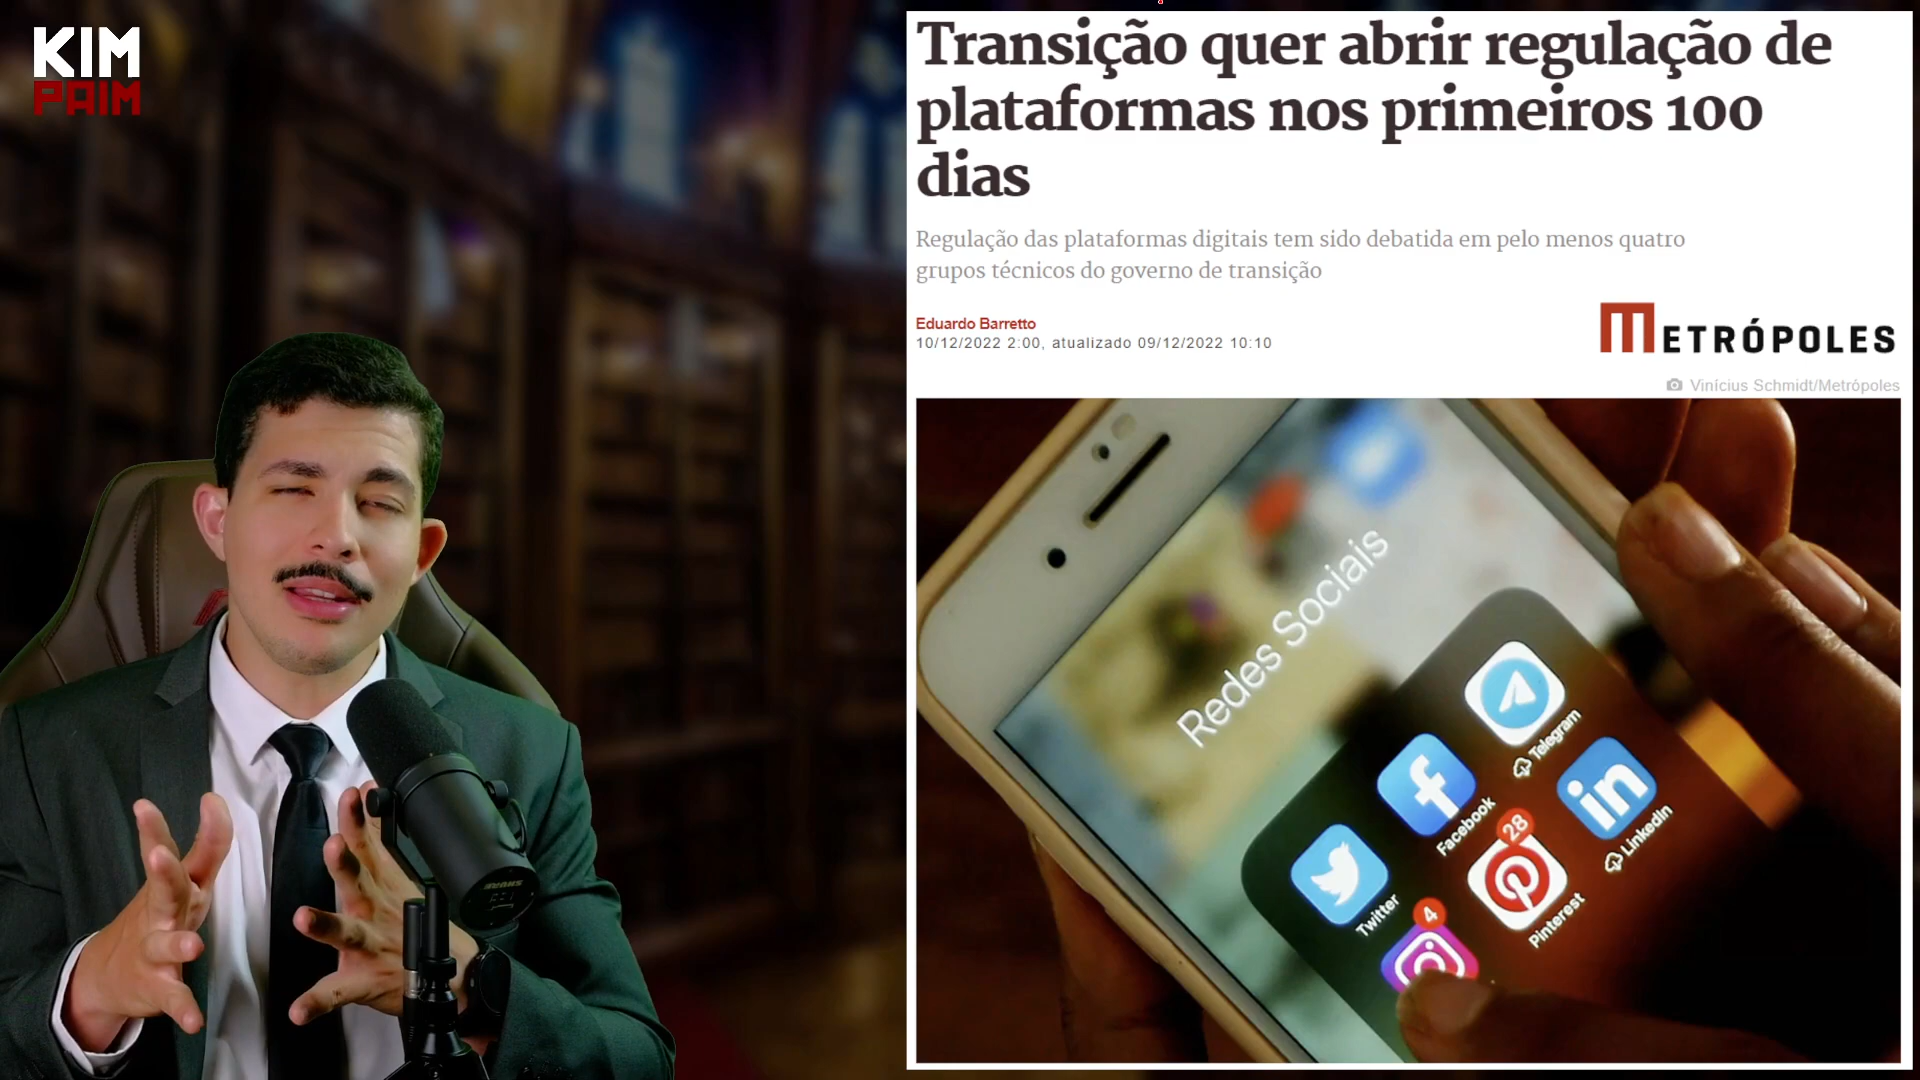 KIM
PAIM
Transição quer abrir regulação de
plataformas nos primeiros 100
dias
Regulação das plataformas digitais tem sido debatida em pelo menos quatro
grupos técnicos do governo de transição
Eduardo Barretto
10/12/2022 2:00, atualizado 09/12/2022 10:10
METRÓPOLES
Vinícius Schmidt/Metrópoles
Redes Sociais
Telegram
Facebook
LinkedIn
28
Twitter
Pinterest
4
SHURE